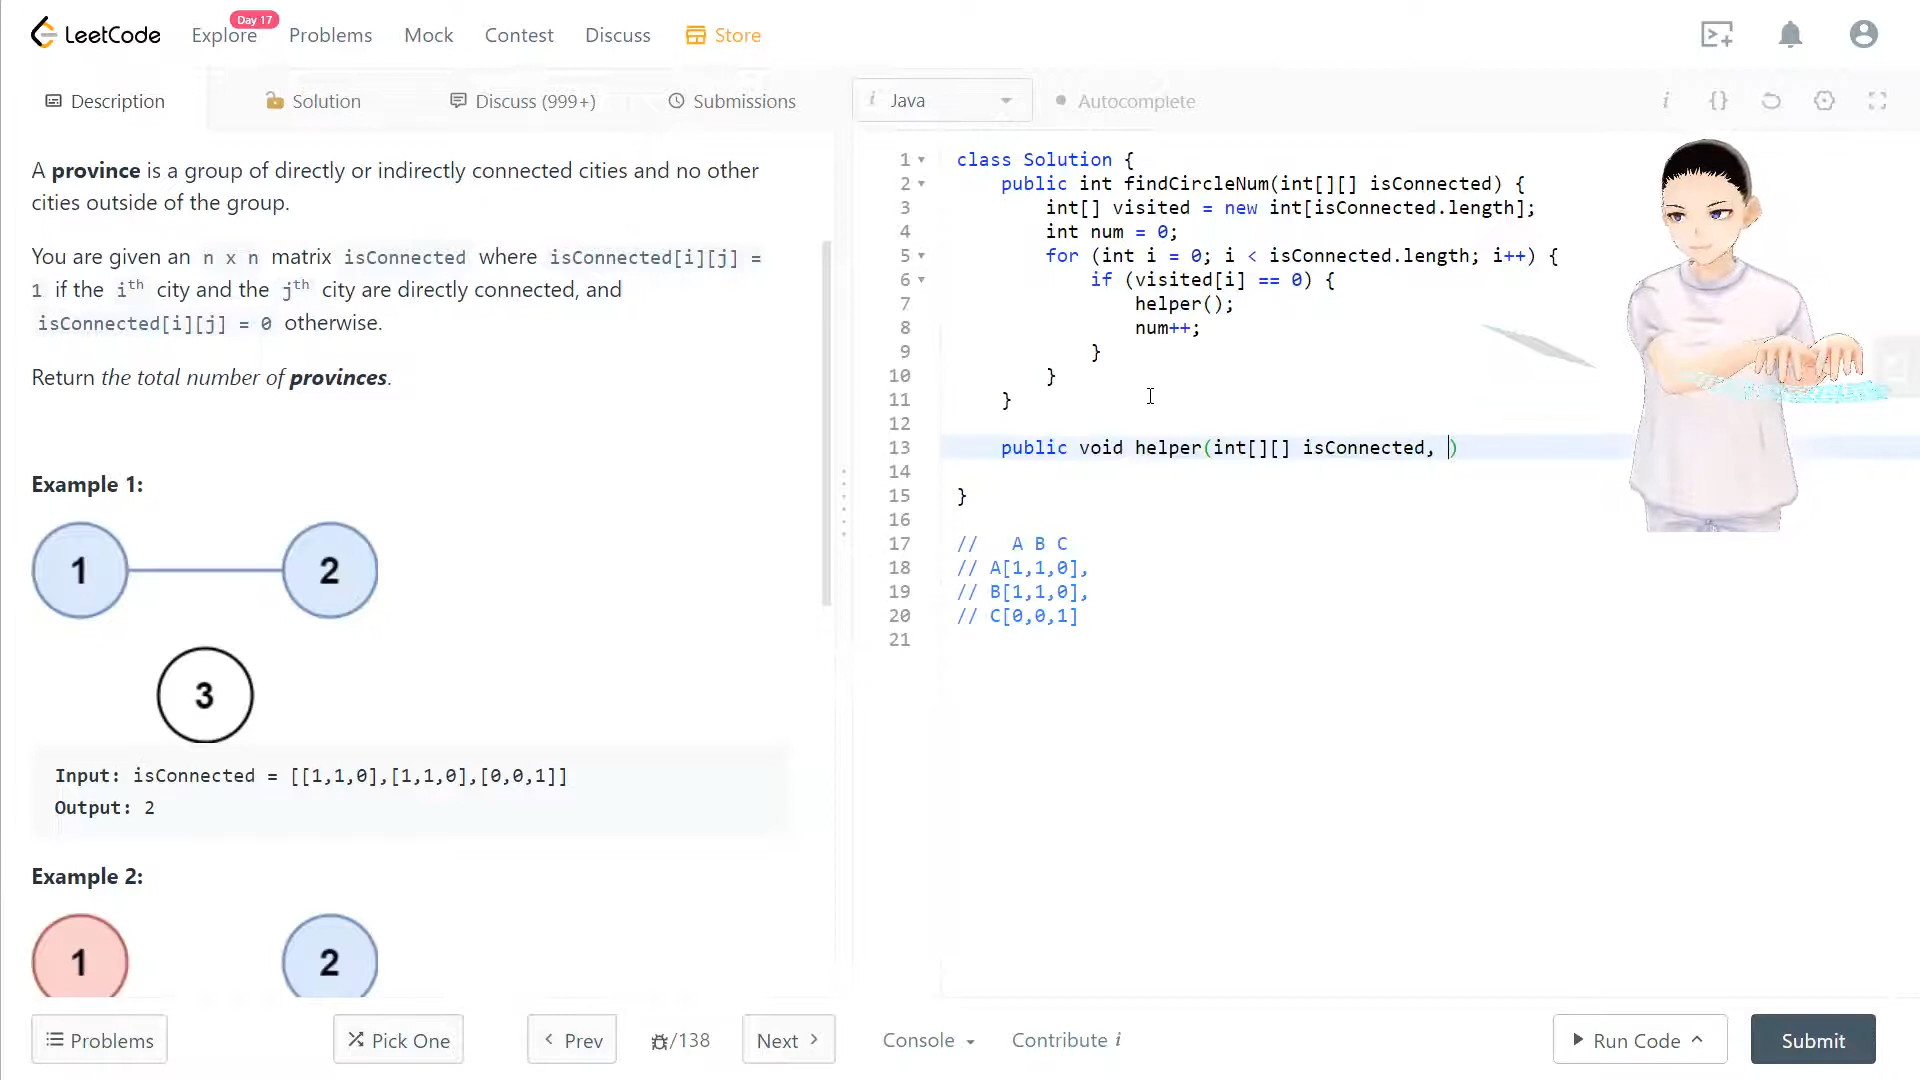 LeetCode
Explore
Day 17
Problems
Mock
Contest
Discuss
Store
Description
Solution
Discuss (999+)
Submissions
A province is a group of directly or indirectly connected cities and no other
cities outside of the group.
You are given an n x n matrix isConnected where isConnected[i][j] =
1 if the ith city and the jth city are directly connected, and
isConnected[i][j] = 0 otherwise.
Return the total number of provinces.
Example 1:
1
2
3
Input: isConnected = [[1,1,0],[1,1,0],[0,0,1]]
Output: 2
Example 2:
1
2
Problems
Pick One
Prev
/138
Next
i Java
Autocomplete
i {}
1 class Solution {
2 public int findCircleNum(int[][] isConnected) {
3 int[] visited = new int[isConnected.length];
4 int num = 0;
5 for (int i = 0; i < isConnected.length; i++) {
6 if (visited[i] == 0) {
7 helper();
8 num++;
9 }
10 }
11 }
12
13 public void helper(int[][] isConnected, )
14
15 }
16
17 // A B C
18 // A[1,1,0],
19 // B[1,1,0],
20 // C[0,0,1]
21
Console
Contribute i
Run Code
Submit